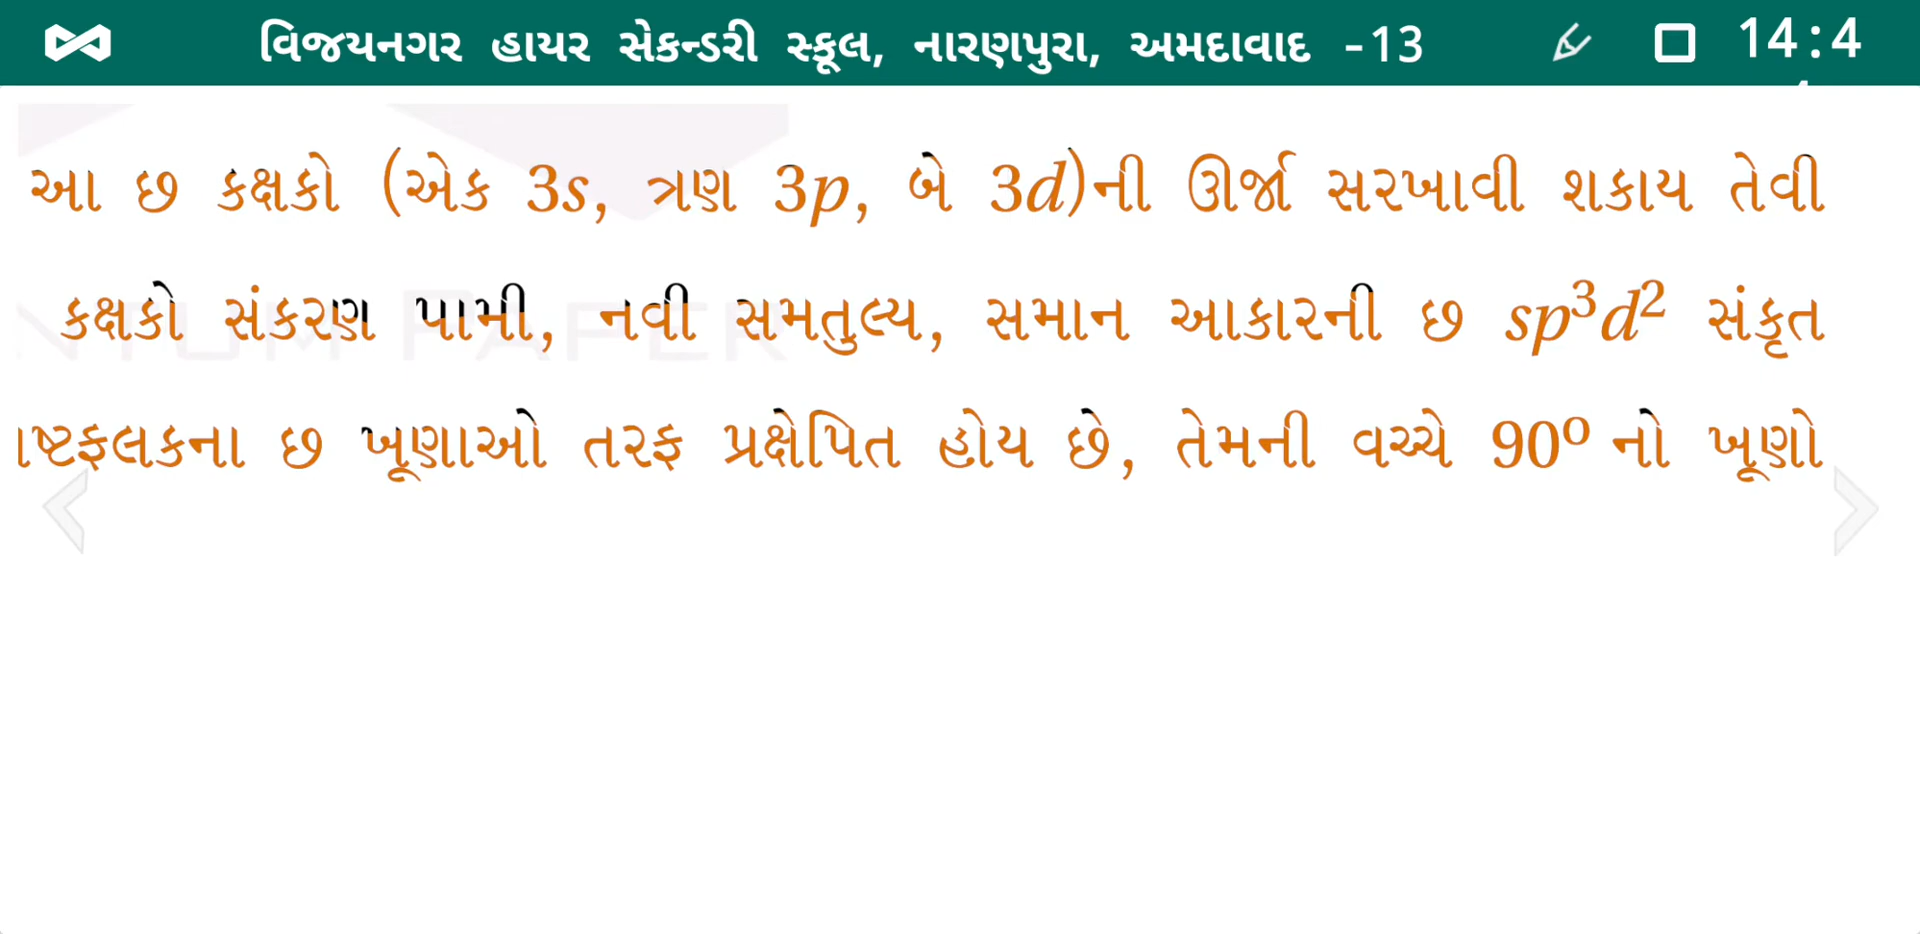 વિજયનગર હાયર સેકન્ડરી સ્કૂલ, નારણપુરા, અમદાવાદ -13 14:4
આ છ કક્ષકો (એક 3s, ત્રણ 3p, બે 3d)ની ઊર્જા સરખાવી શકાય તેવી
કક્ષકો સંકરણ પામી, નવી સમતુલ્ય, સમાન આકારની છ sp³d² સંકૃત
છ ખૂણાઓ તરફ પ્રક્ષેપિત હોય છે, તેમની વચ્ચે 90º નો ખૂણો